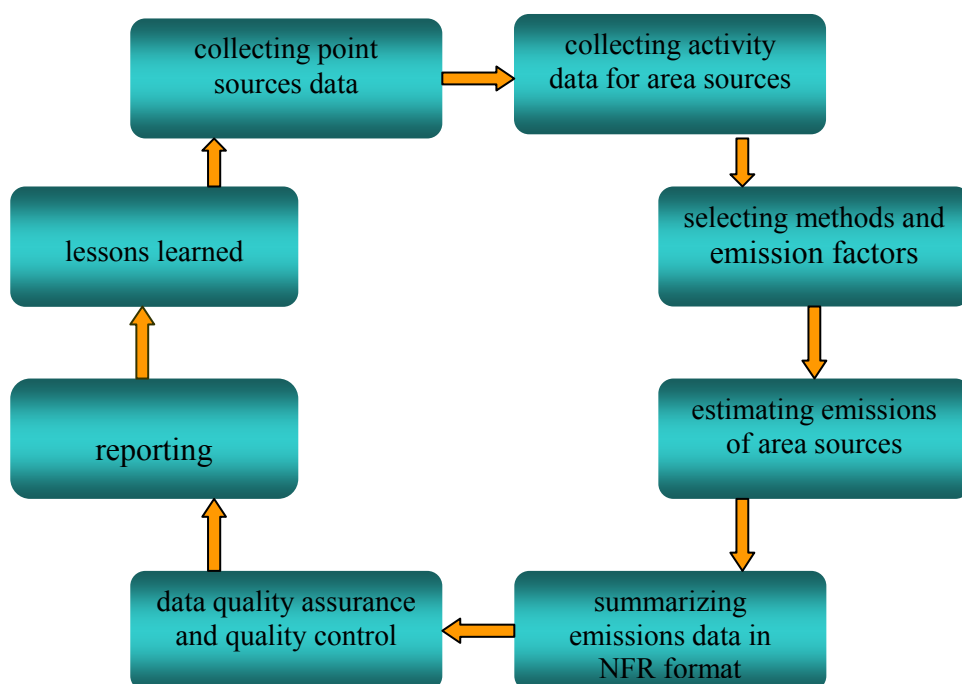 collecting point
sources data
collecting activity
data for area sources
selecting methods and
emission factors
estimating emissions
of area sources
summarizing
emissions data in
NFR format
data quality assurance
and quality control
reporting
lessons learned